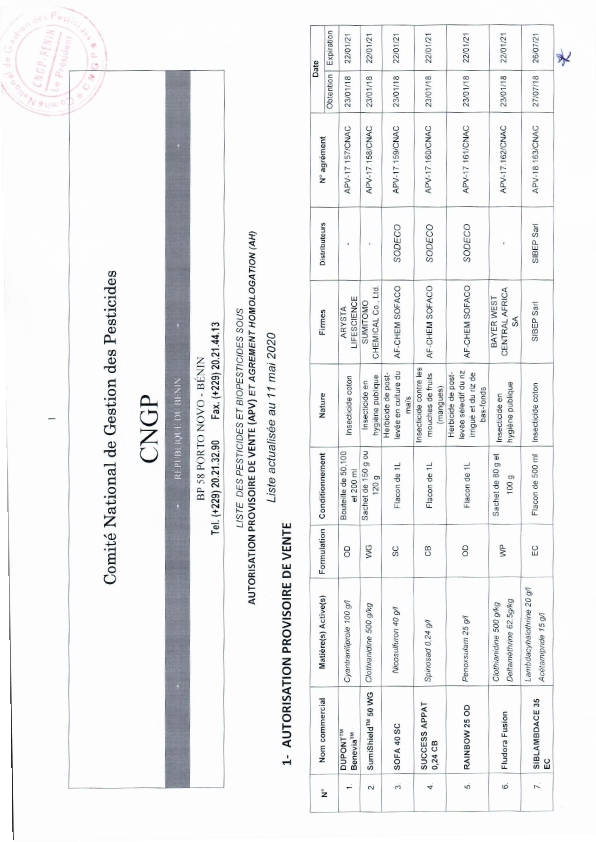 1
Comité National de Gestion des Pesticides
CNGP
REPUBLIQUE DU BENIN
BP 58 PORTO NOVO - BENIN
Tel. (+229) 20.21.32.90 Fax. (+229) 20.21.44.13
LISTE DES PESTICIDES ET BIOPESTICIDES SOUS
AUTORISATION PROVISOIRE DE VENTE (APV) ET AGREMENT HOMOLOGATION (AH)
Liste actualisée au 11 mai 2020
1- AUTORISATION PROVISOIRE DE VENTE
N° Nom commercial Matière(s) Active(s) Formulation Conditionnement Nature Firmes Distributeurs N° agrément Date
Obtention Expiration
1. DUPONT™ Benevia™ Cyantraniliprole 100 g/l OD Bouteille de 50,100 et 200 ml Insecticide coton ARYSTA LIFESCIENCE - APV-17 157/CNAC 23/01/18 22/01/21
2 SumiShield™ 50 WG Clothianidine 500 g/kg WG Sachet de 150 g ou 120 g Insecticide en hygiène publique SUMITOMO CHEMICAL Co., Ltd. - APV-17 158/CNAC 23/01/18 22/01/21
3. SOFA 40 SC Nicosulfuron 40 g/l SC Flacon de 1L Herbicide de post-levée en culture du maïs AF-CHEM SOFACO SODECO APV-17.159/CNAC 23/01/18 22/01/21
4. SUCCESS APPAT 0,24 CB Spinosad 0,24 g/l CB Flacon de 1L Insecticide contre les mouches de fruits (mangues) AF-CHEM SOFACO SODECO APV-17.160/CNAC 23/01/18 22/01/21
5. RAINBOW 25 OD Penoxsulam 25 g/l OD Flacon de 1L Herbicide de post-levée sélectif du riz irrigué et du riz de bas-fonds AF-CHEM SOFACO SODECO APV-17 161/CNAC 23/01/18 22/01/21
6. Fludora Fusion Clothianidine 500 g/kg Deltaméthrine 62,5g/kg WP Sachet de 80 g et 100 g Insecticide en hygiène publique BAYER WEST CENTRAL AFRICA SA - APV-17.162/CNAC 23/01/18 22/01/21
7 SIBLAMBDACE 35 EC Lambdacyhalothrine 20 g/l Acétamipride 15 g/l EC Flacon de 500 ml Insecticide coton SIBEP Sarl SIBEP Sarl APV-18 163/CNAC 27/07/18 26/07/21
Comité National de Gestion des Pesticides
CNGP-BENIN
Le Président
CNGP